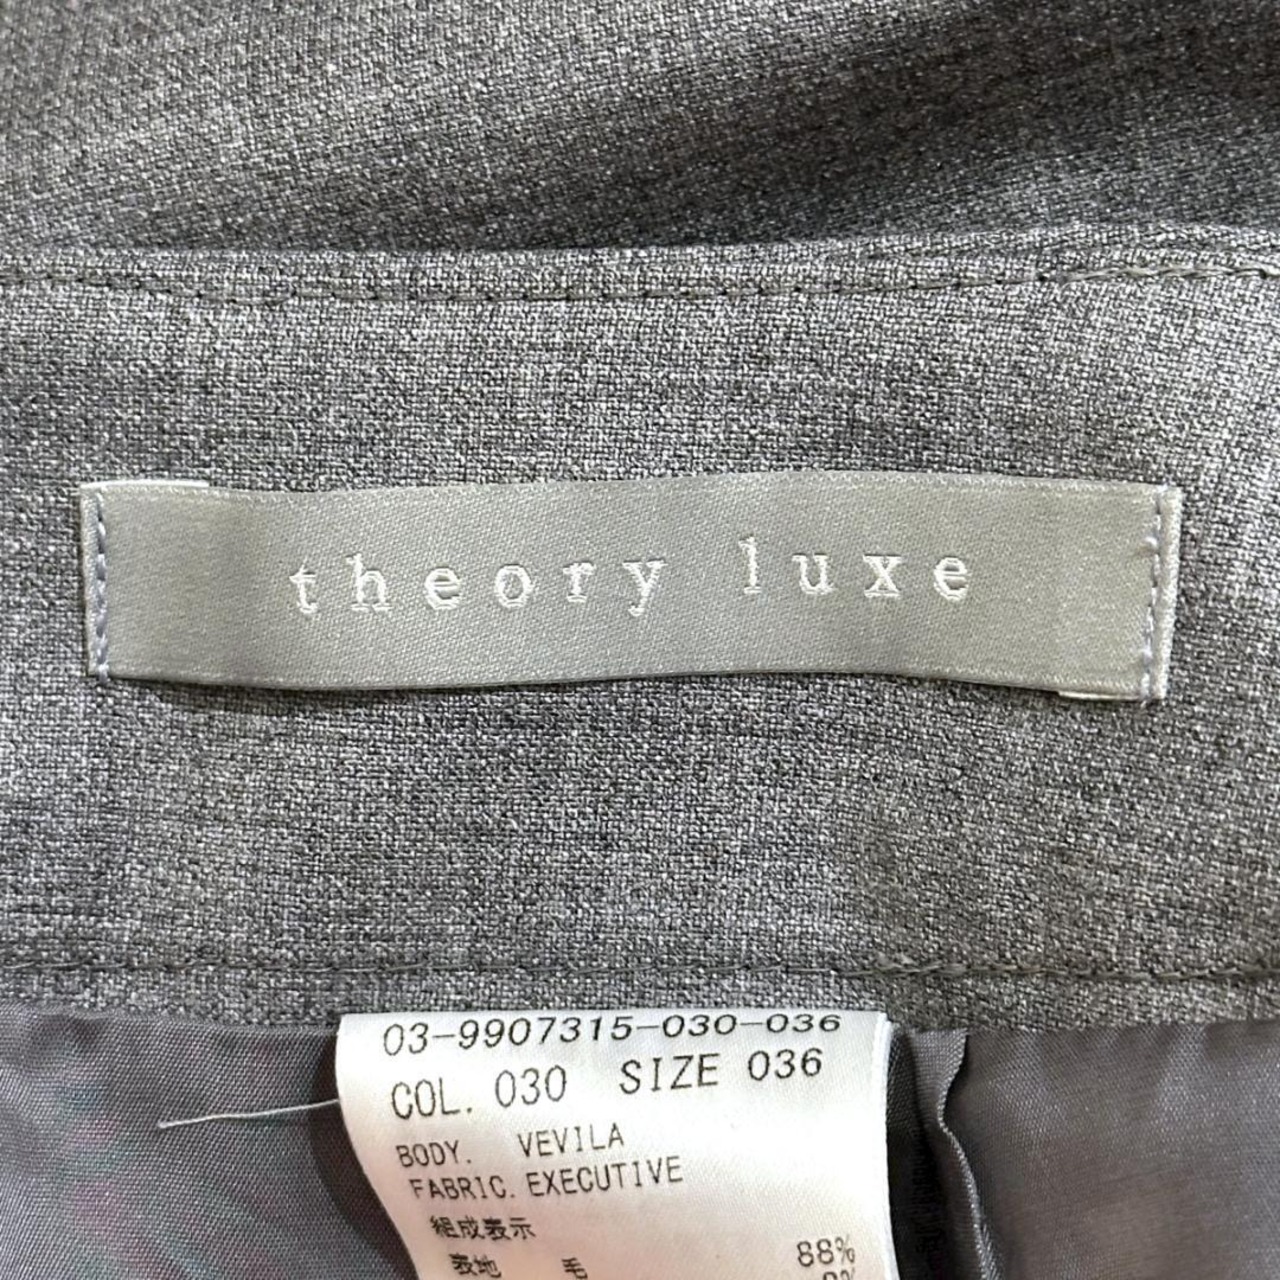 theory luxe
03-9907315-030-036
COL. 030 SIZE 036
BODY. VEVILA
FABRIC. EXECUTIVE
組成表示
表地 毛 88%